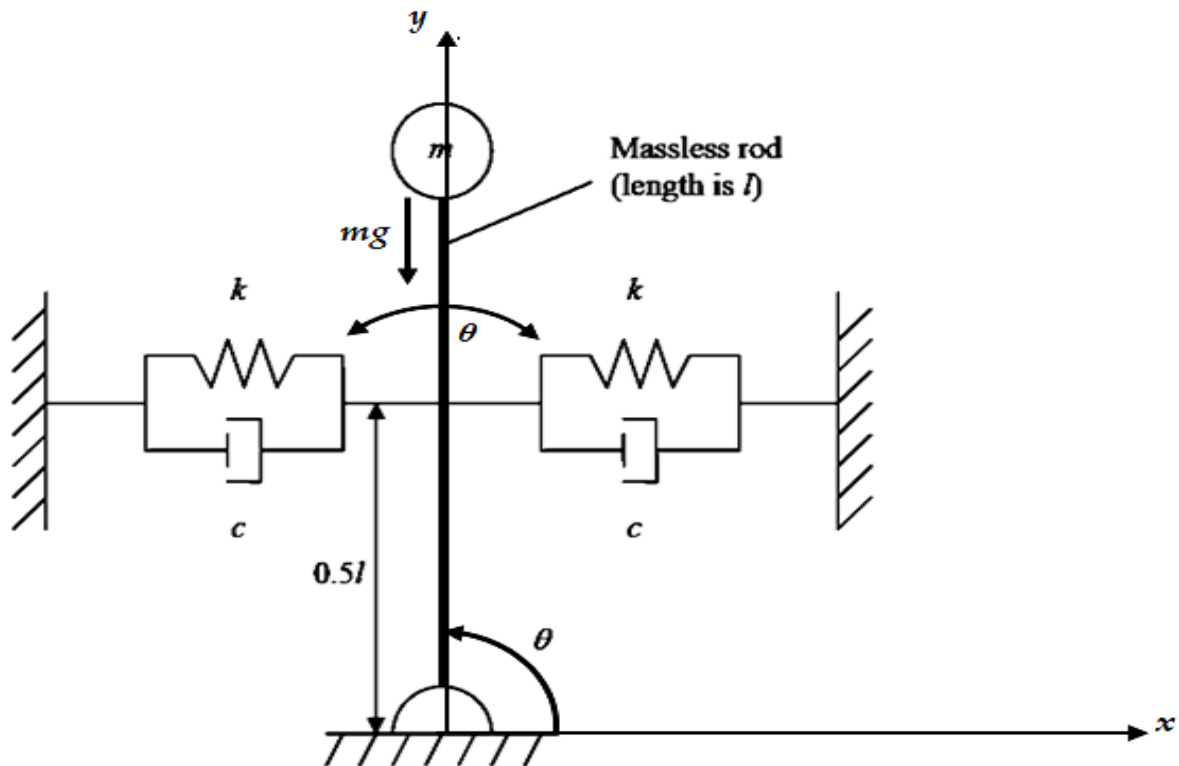 y
m
Massless rod
(length is l)
mg
k
k
θ
c
c
0.5l
θ
x